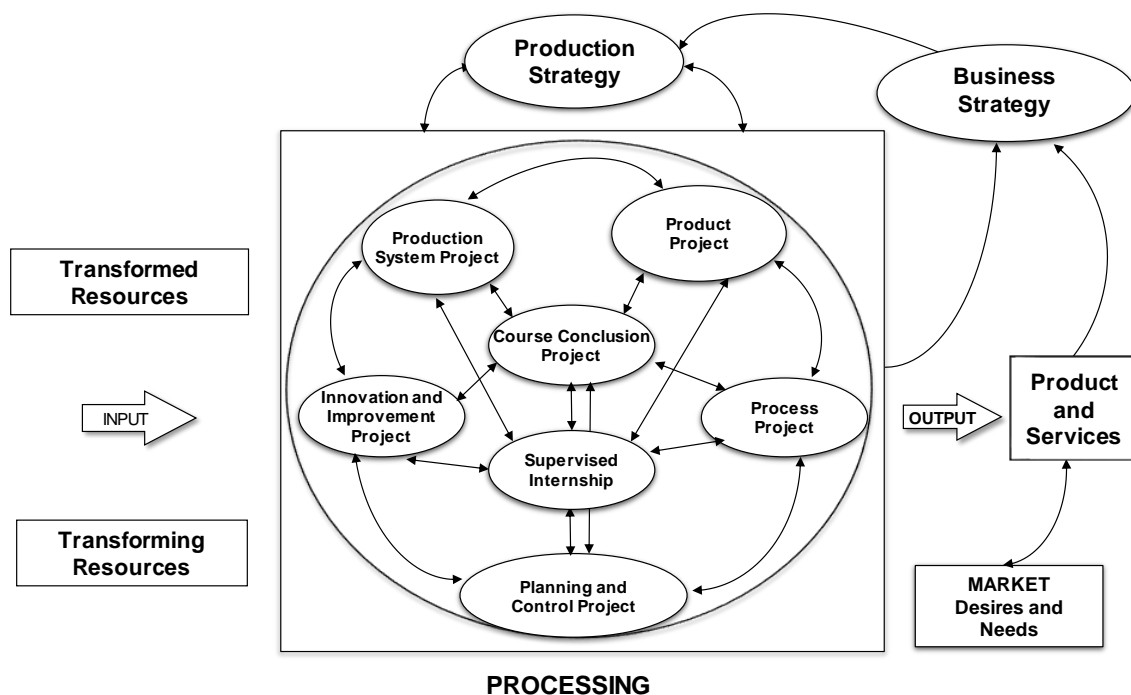 Production
Strategy
Business
Strategy
Production
System Project
Product
Project
Transformed
Resources
Course Conclusion
Project
INPUT
Innovation and
Improvement
Project
Process
Project
OUTPUT
Product
and
Services
Supervised
Internship
Transforming
Resources
Planning and
Control Project
MARKET
Desires and
Needs
PROCESSING